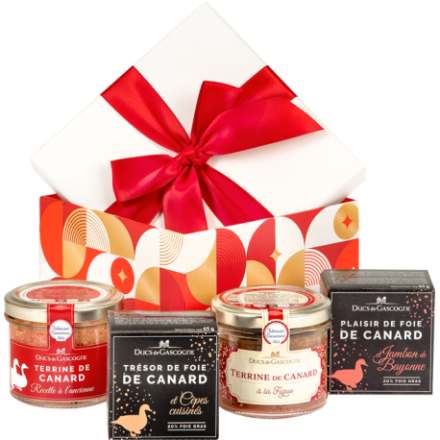 DUCS de GASCOGNE
TERRINE DE
CANARD
Recette à l'ancienne
65 g
DUCS de GASCOGNE
TRÉSOR DE FOIE
DE CANARD
et Cèpes
cuisinés
20% FOIE GRAS
DUCS de GASCOGNE
TERRINE DE CANARD
à la Figue
DUCS de GASCOGNE
PLAISIR DE FOIE
DE CANARD
et Jambon de
Bayonne
20% FOIE GRAS